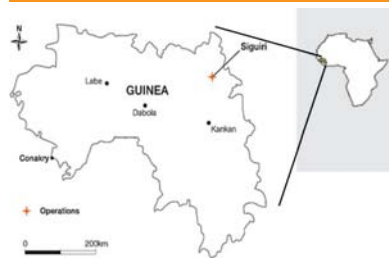 N
Siguiri
Labe
GUINEA
Dabola
Kankan
Conakry
Operations
0 200km